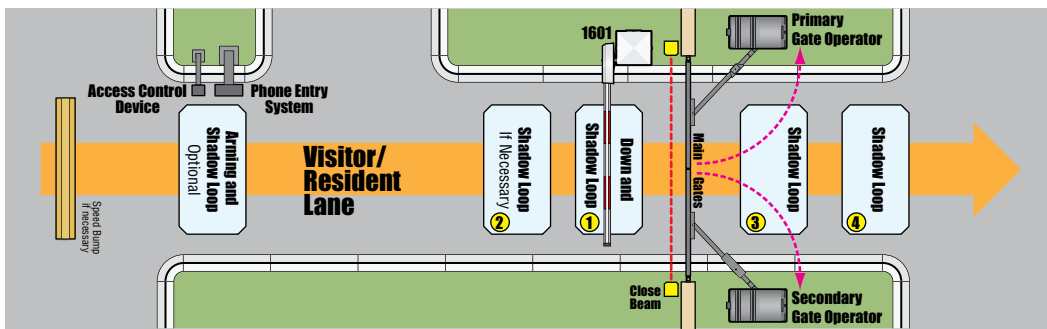 1601
Primary
Gate Operator
Access Control
Device
Phone Entry
System
Speed Bump
If necessary
Arming and
Shadow Loop
Optional
Visitor/
Resident
Lane
Shadow Loop
If Necessary
2
Down and
Shadow Loop
1
Main Gates
Shadow Loop
3
Shadow Loop
4
Close
Beam
Secondary
Gate Operator